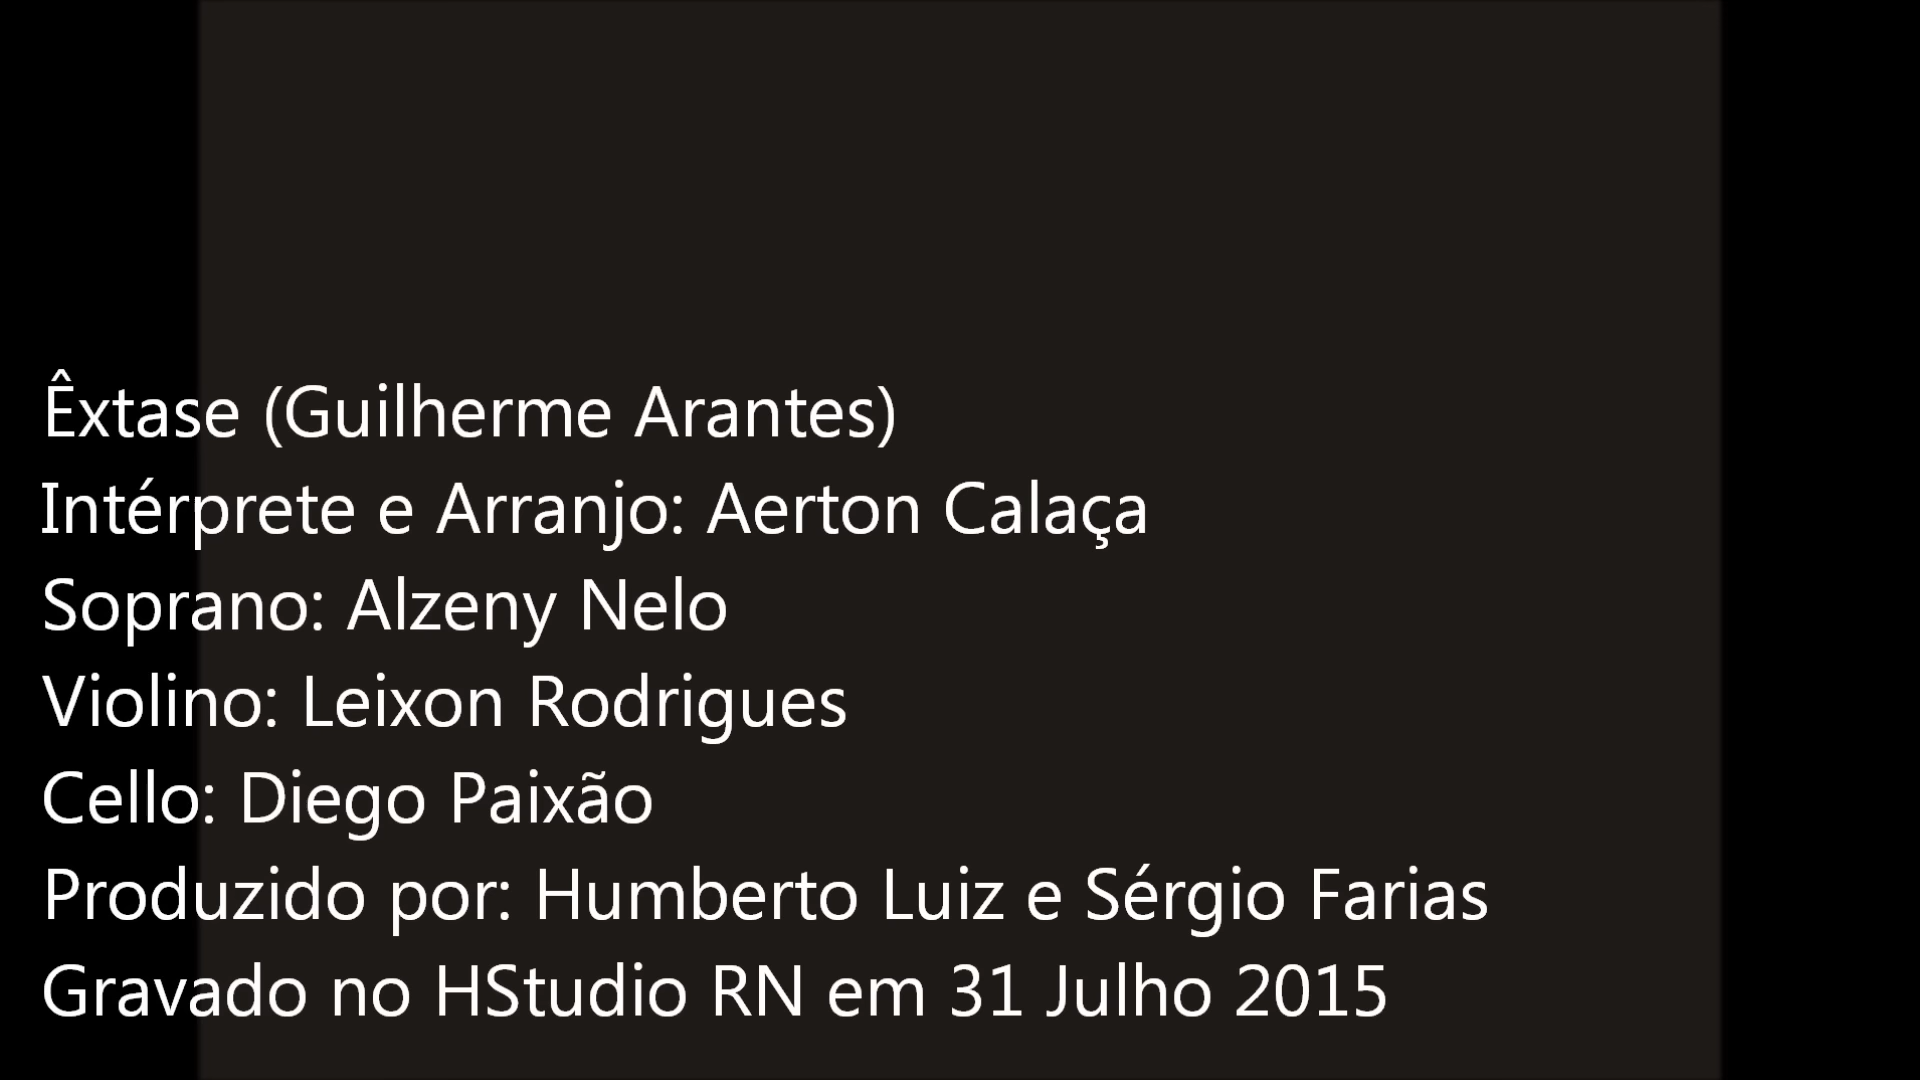 Êxtase (Guilherme Arantes)
Intérprete e Arranjo: Aerton Calaça
Soprano: Alzeny Nelo
Violino: Leixon Rodrigues
Cello: Diego Paixão
Produzido por: Humberto Luiz e Sérgio Farias
Gravado no HStudio RN em 31 Julho 2015